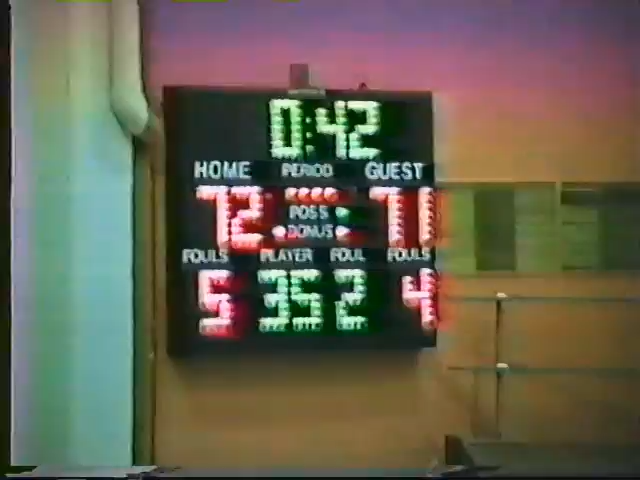 0:42
HOME PERIOD GUEST
72 POSS 71
BONUS
FOULS PLAYER FOUL FOULS
5 35 2 4